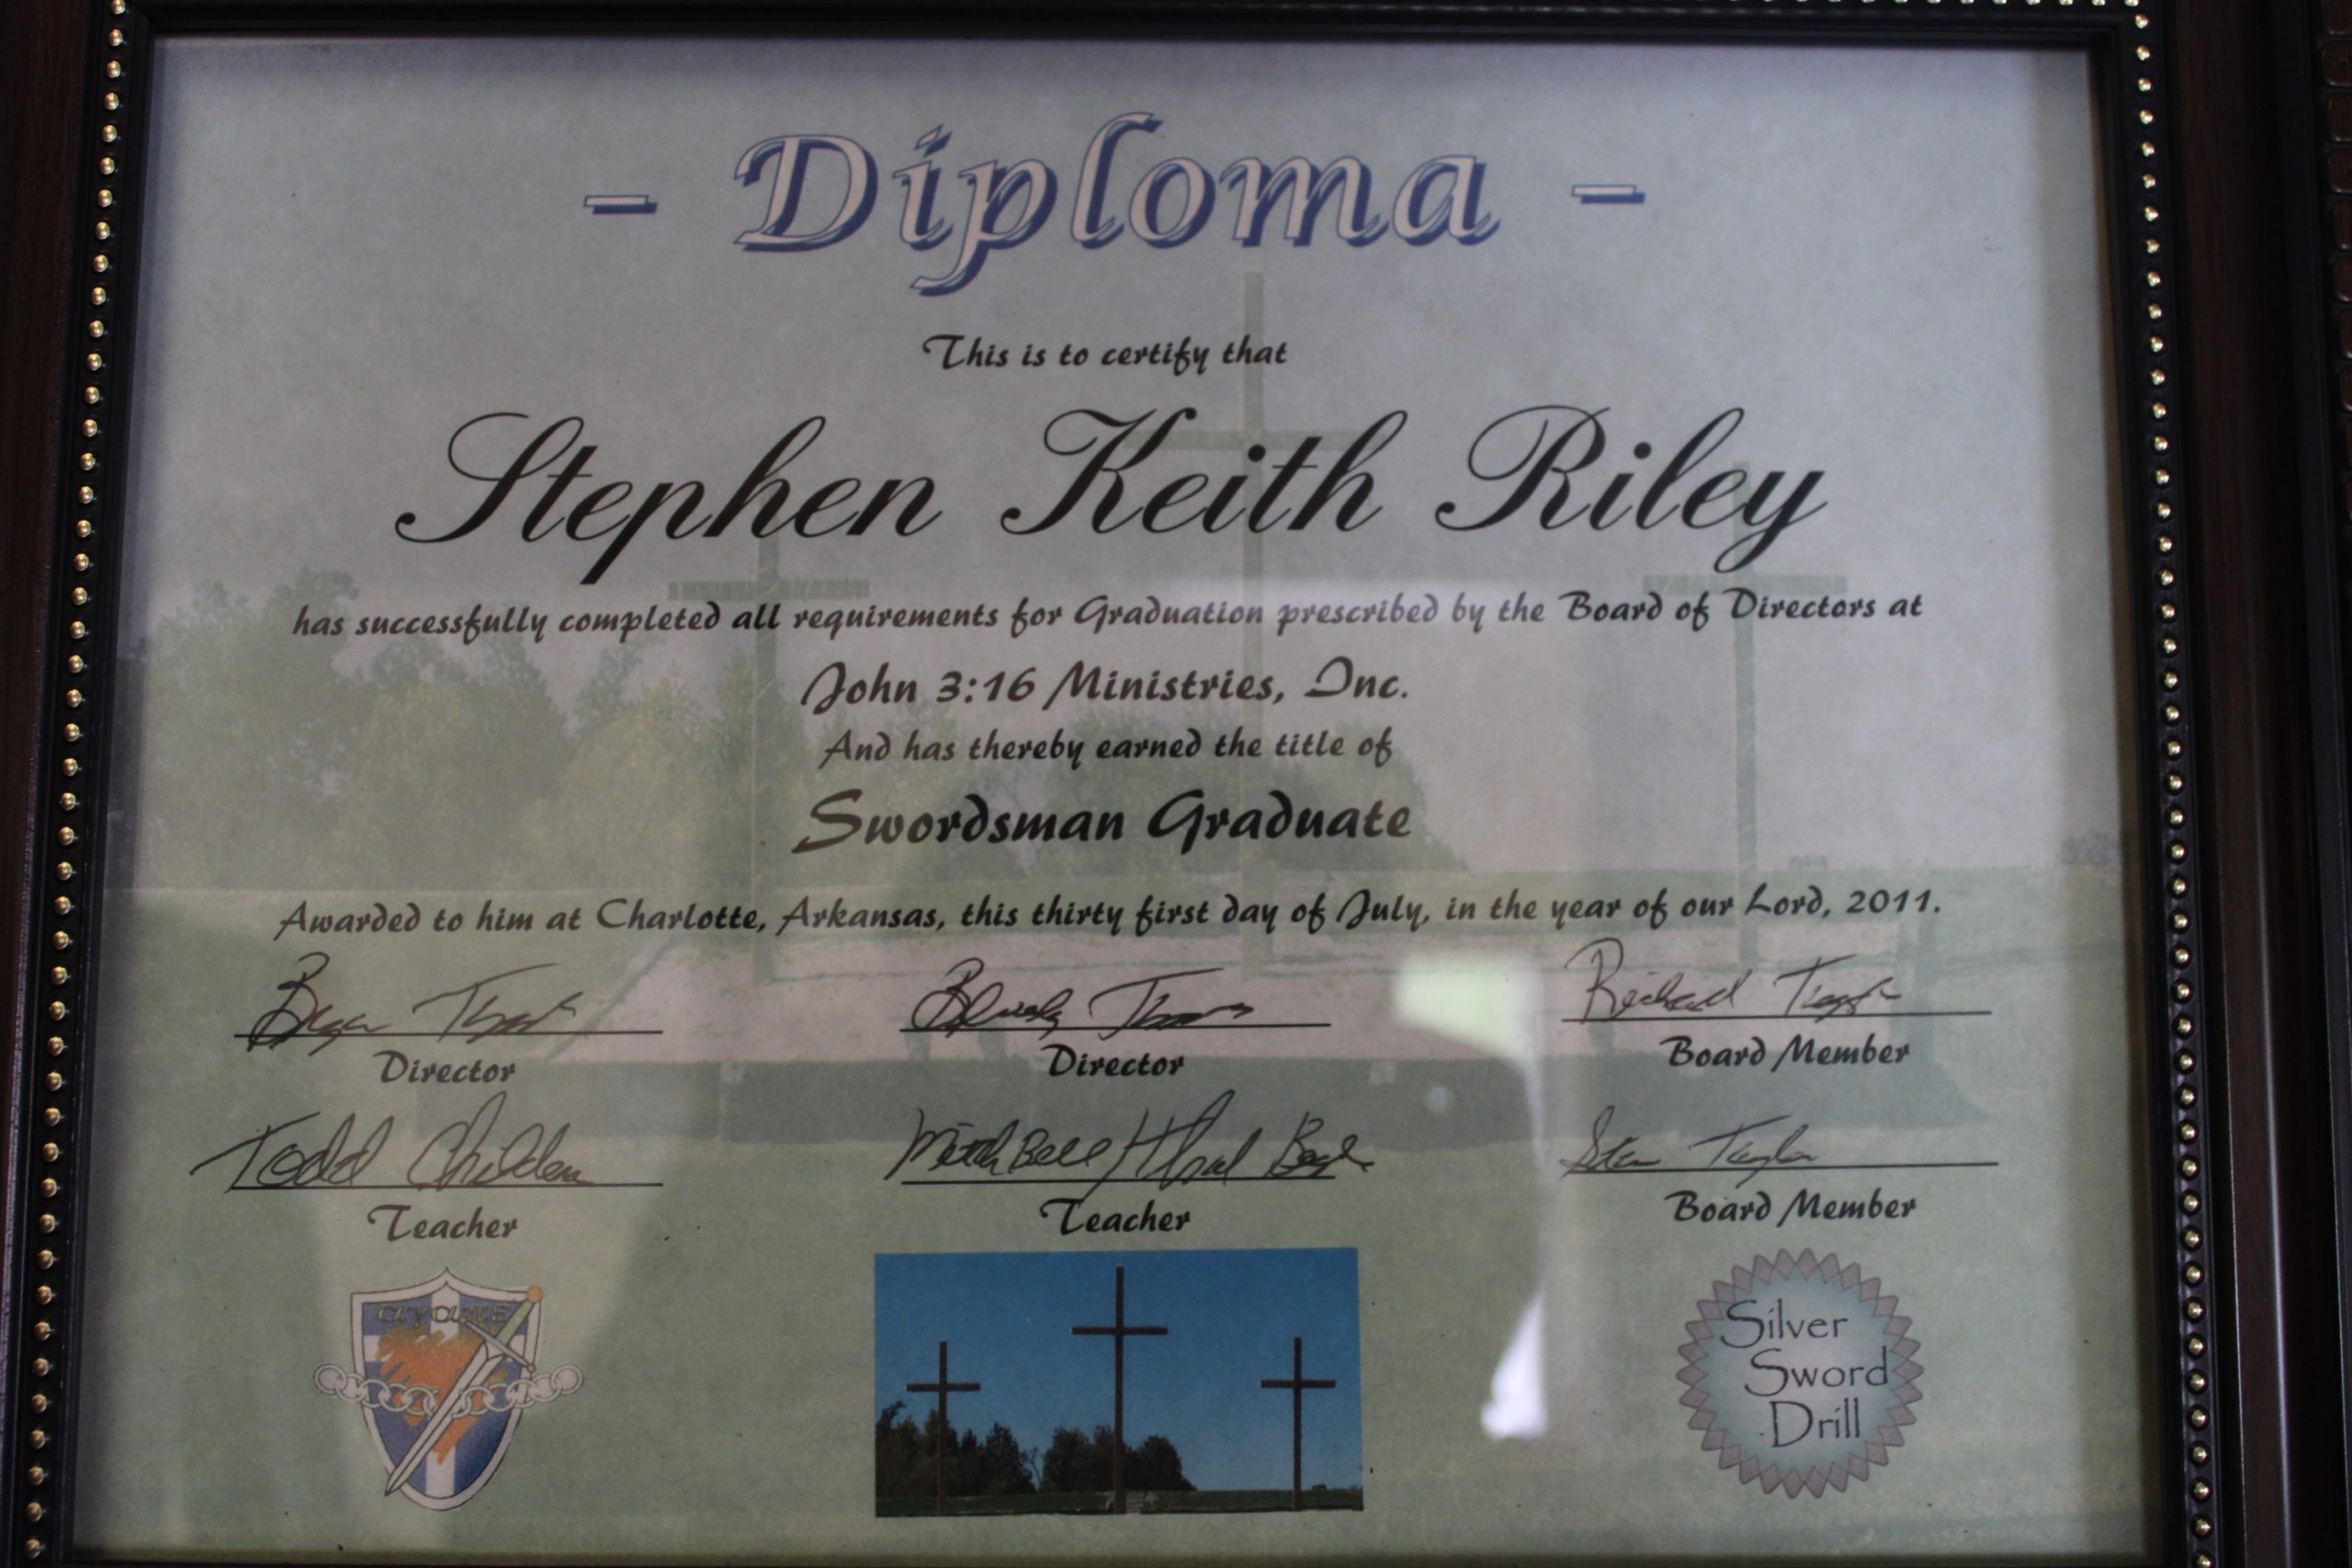 - Diploma -
This is to certify that
Stephen Keith Riley
has successfully completed all requirements for Graduation prescribed by the Board of Directors at
John 3:16 Ministries, Inc.
And has thereby earned the title of
Swordsman Graduate
Awarded to him at Charlotte, Arkansas, this thirty first day of July, in the year of our Lord, 2011.
Director
Director
Richard
Board Member
Todd
Teacher
Teacher
Taylor
Board Member
Silver
Sword
Drill